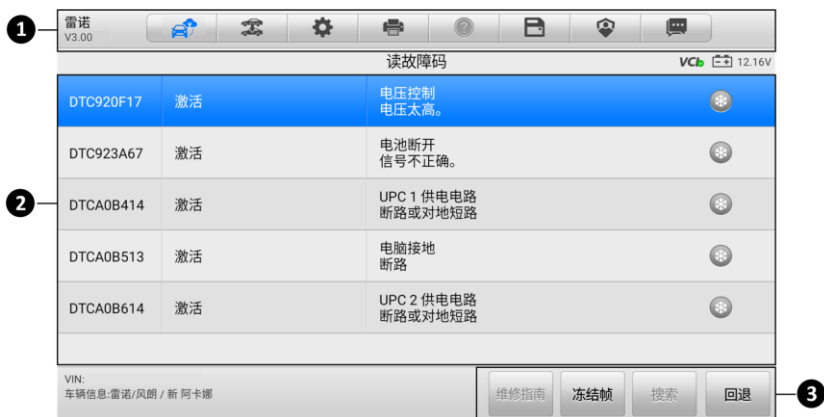 雷诺
V3.00
读故障码
VCI 12.16V
DTC920F17 激活 电压控制
电压太高。
DTC923A67 激活 电池断开
信号不正确。
DTCA0B414 激活 UPC 1 供电电路
断路或对地短路
DTCA0B513 激活 电脑接地
断路
DTCA0B614 激活 UPC 2 供电电路
断路或对地短路
VIN:
车辆信息:雷诺/风朗 / 新 阿卡娜
维修指南 冻结帧 搜索 回退
1
2
3